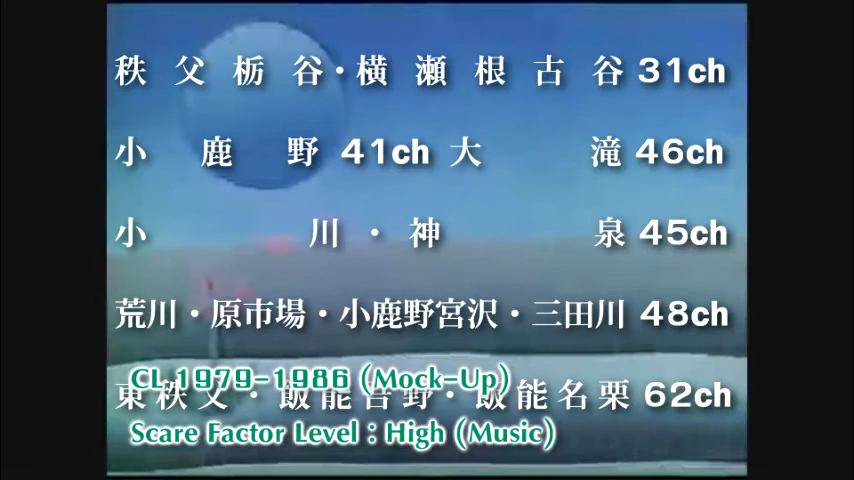 秩父栃谷・横瀬根古谷 31ch
小鹿野 41ch 大滝 46ch
小川・神泉 45ch
荒川・原市場・小鹿野宮沢・三田川 48ch
東秩父・飯能吾野・飯能名栗 62ch
CL 1979-1986 (Mock-Up)
Scare Factor Level : High (Music)